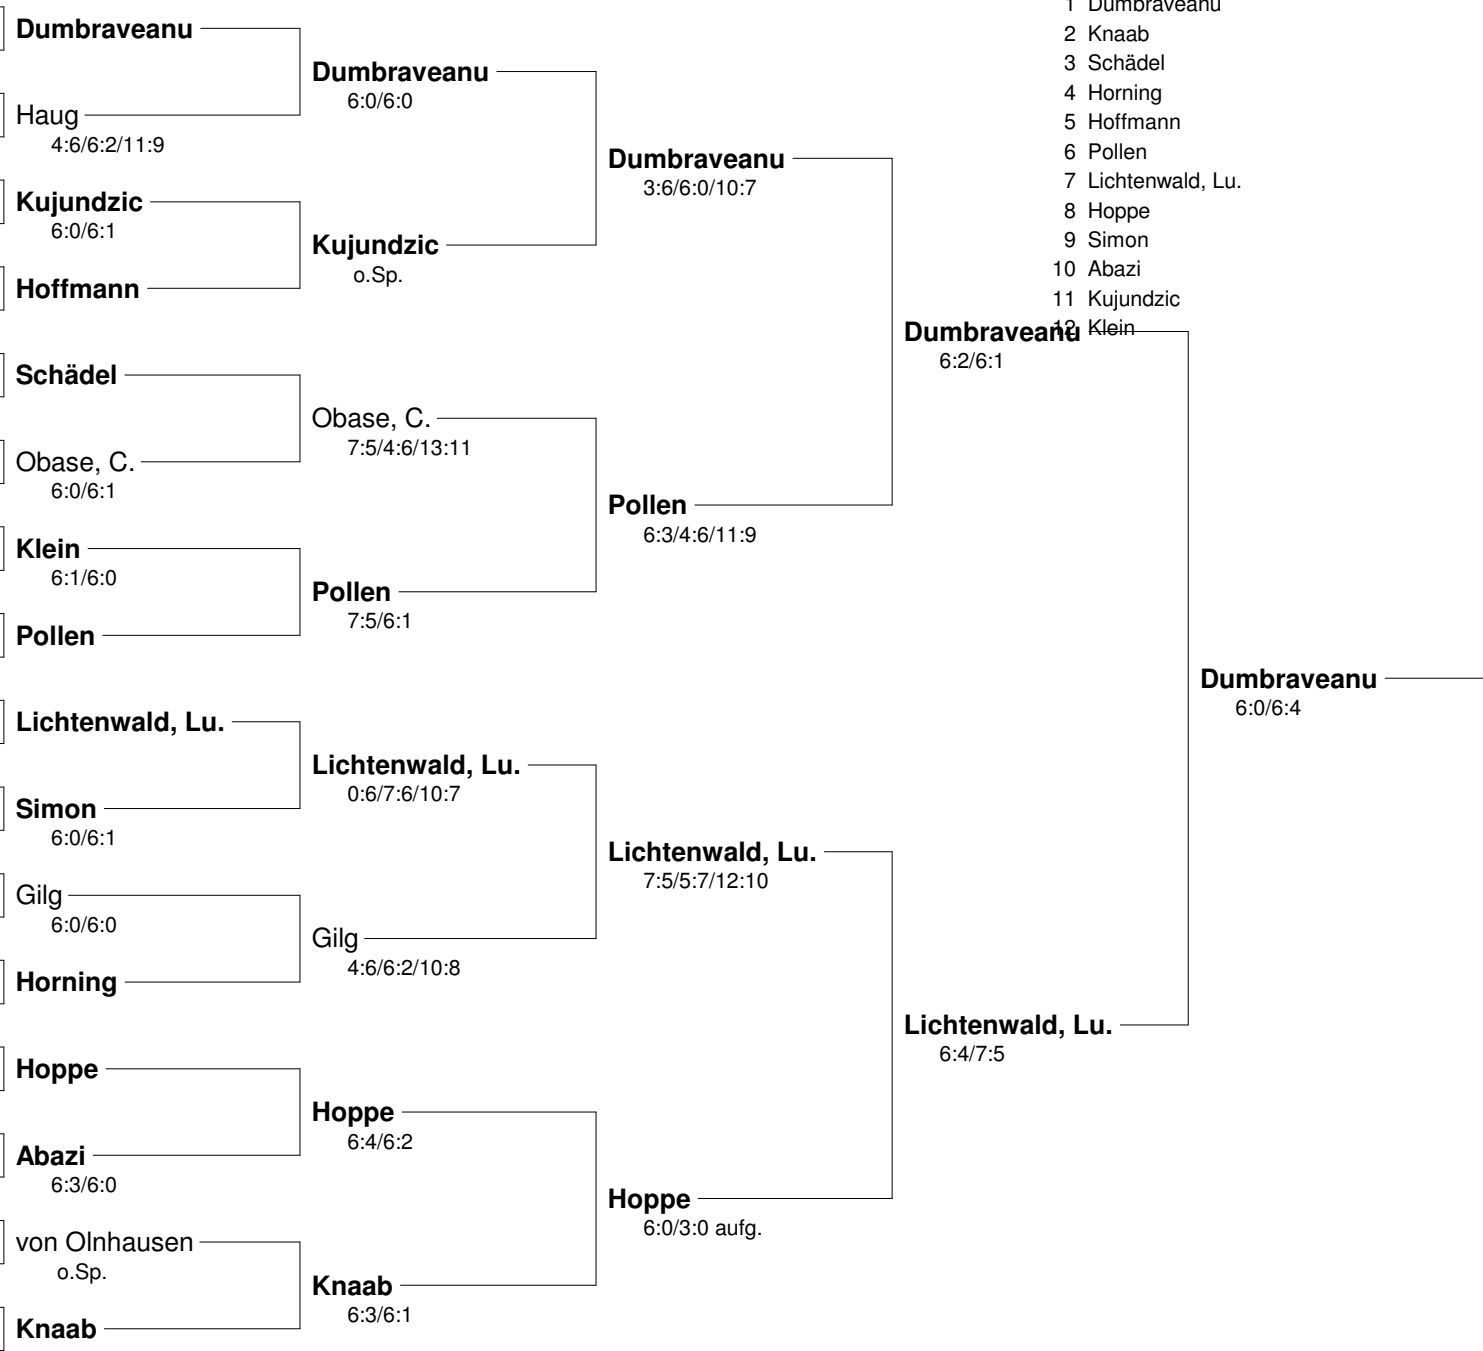 Dumbraveanu
Haug
4:6/6:2/11:9
Kujundzic
6:0/6:1
Hoffmann
Schädel
Obase, C.
6:0/6:1
Klein
6:1/6:0
Pollen
Lichtenwald, Lu.
Simon
6:0/6:1
Gilg
6:0/6:0
Horning
Hoppe
Abazi
6:3/6:0
von Olnhausen
o.Sp.
Knaab
Dumbraveanu
6:0/6:0
Kujundzic
o.Sp.
Obase, C.
7:5/4:6/13:11
Pollen
7:5/6:1
Lichtenwald, Lu.
0:6/7:6/10:7
Gilg
4:6/6:2/10:8
Hoppe
6:4/6:2
Knaab
6:3/6:1
Dumbraveanu
3:6/6:0/10:7
Pollen
6:3/4:6/11:9
Lichtenwald, Lu.
7:5/5:7/12:10
Hoppe
6:0/3:0 aufg.
Dumbraveanu
6:2/6:1
Lichtenwald, Lu.
6:4/7:5
Dumbraveanu
6:0/6:4
1 Dumbraveanu
2 Knaab
3 Schädel
4 Horning
5 Hoffmann
6 Pollen
7 Lichtenwald, Lu.
8 Hoppe
9 Simon
10 Abazi
11 Kujundzic
12 Klein